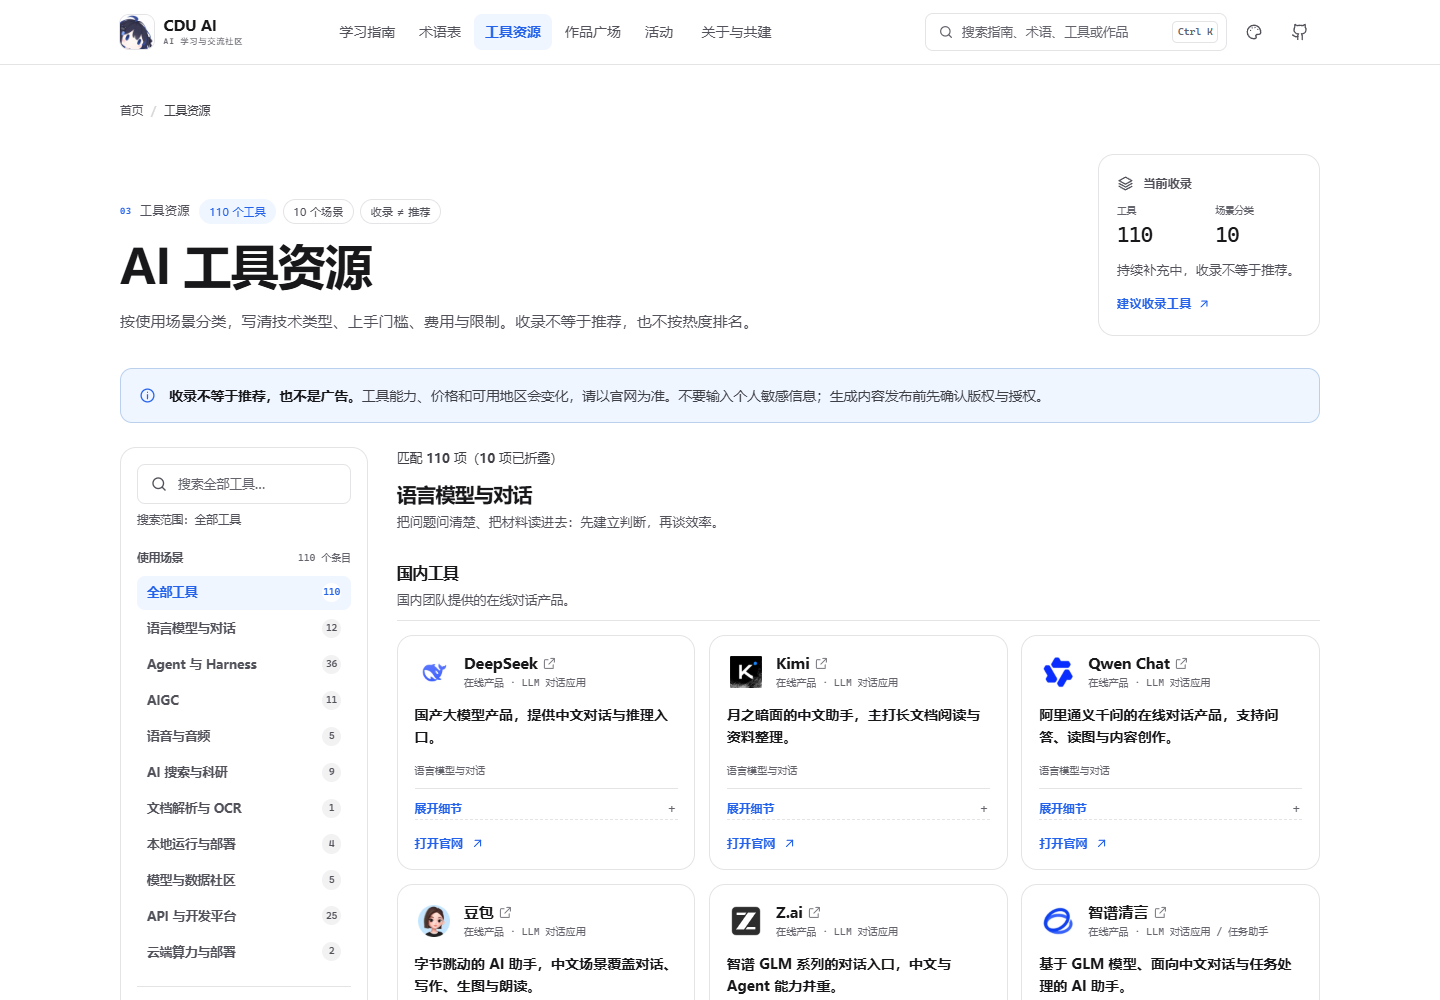 CDU AI
AI 学习与交流社区
学习指南
术语表
工具资源
作品广场
活动
关于与共建
搜索指南、术语、工具或作品
Ctrl K
首页 / 工具资源
03 工具资源
110 个工具
10 个场景
收录 ≠ 推荐
AI 工具资源
按使用场景分类，写清技术类型、上手门槛、费用与限制。收录不等于推荐，也不按热度排名。
当前收录
工具
场景分类
110
10
持续补充中，收录不等于推荐。
建议收录工具
收录不等于推荐，也不是广告。工具能力、价格和可用地区会变化，请以官网为准。不要输入个人敏感信息；生成内容发布前先确认版权与授权。
搜索全部工具...
搜索范围：全部工具
使用场景
110 个条目
全部工具
110
语言模型与对话
12
Agent 与 Harness
36
AIGC
11
语音与音频
5
AI 搜索与科研
9
文档解析与 OCR
1
本地运行与部署
4
模型与数据社区
5
API 与开发平台
25
云端算力与部署
2
匹配 110 项（10 项已折叠）
语言模型与对话
把问题问清楚、把材料读进去：先建立判断，再谈效率。
国内工具
国内团队提供的在线对话产品。
DeepSeek
在线产品 · LLM 对话应用
国产大模型产品，提供中文对话与推理入
口。
语言模型与对话
展开细节
+
打开官网
Kimi
在线产品 · LLM 对话应用
月之暗面的中文助手，主打长文档阅读与
资料整理。
语言模型与对话
展开细节
+
打开官网
Qwen Chat
在线产品 · LLM 对话应用
阿里通义千问的在线对话产品，支持问
答、读图与内容创作。
语言模型与对话
展开细节
+
打开官网
豆包
在线产品 · LLM 对话应用
字节跳动的 AI 助手，中文场景覆盖对话、
写作、生图与朗读。
Z.ai
在线产品 · LLM 对话应用
智谱 GLM 系列的对话入口，中文与
Agent 能力并重。
智谱清言
在线产品 · LLM 对话应用 / 任务助手
基于 GLM 模型、面向中文对话与任务处
理的 AI 助手。